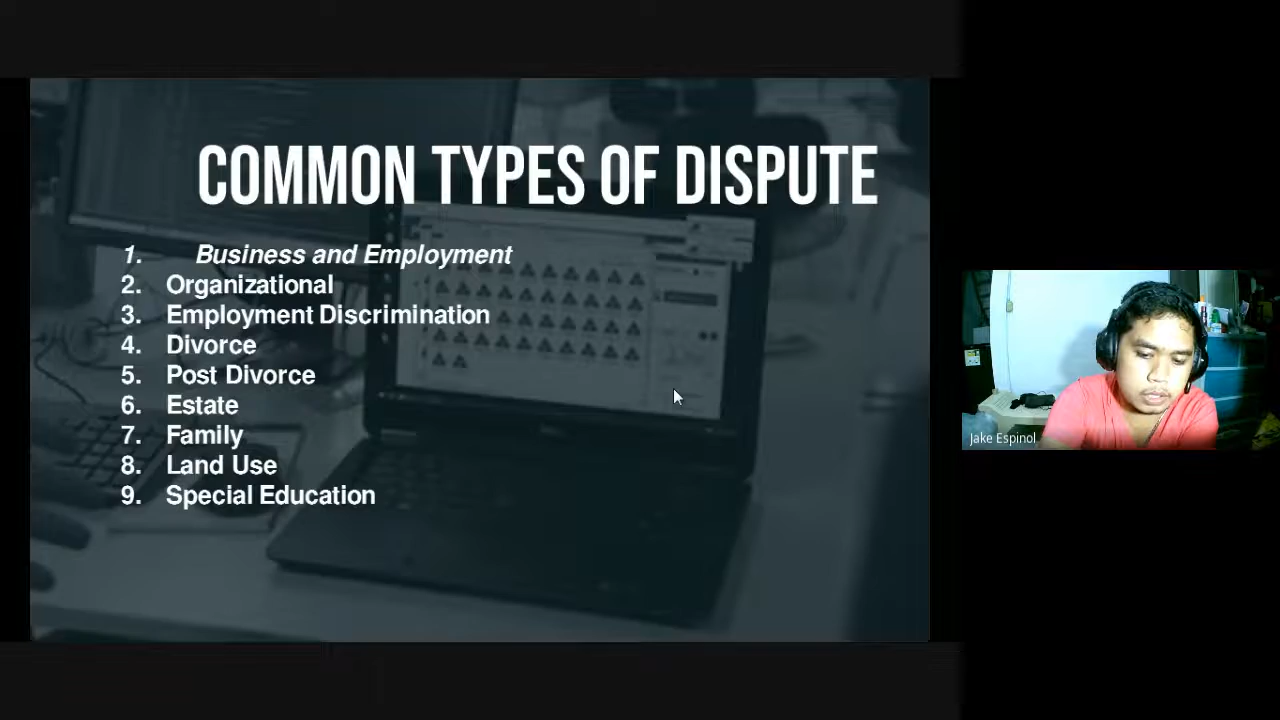 COMMON TYPES OF DISPUTE
1. Business and Employment
2. Organizational
3. Employment Discrimination
4. Divorce
5. Post Divorce
6. Estate
7. Family
8. Land Use
9. Special Education
Jake Espinol